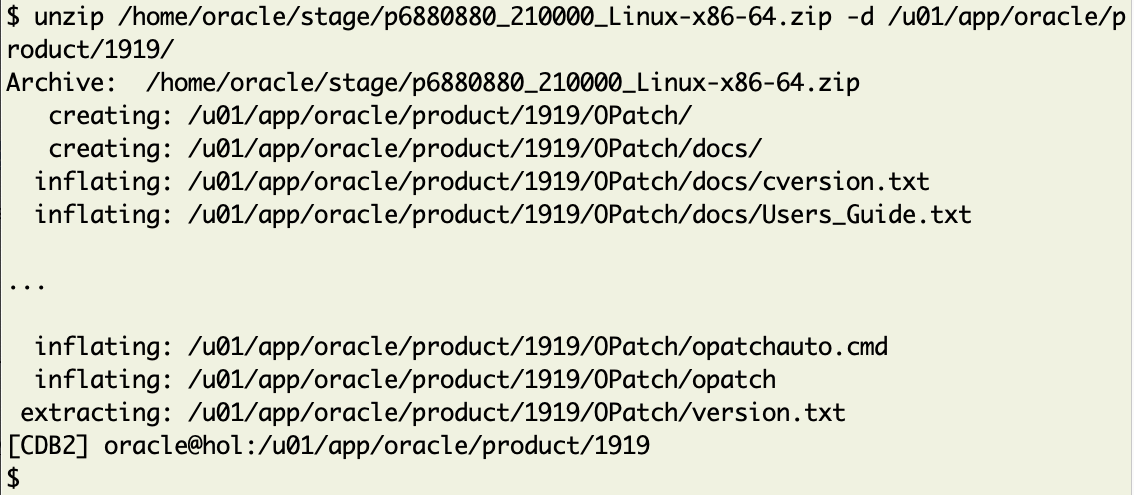 $ unzip /home/oracle/stage/p6880880_210000_Linux-x86-64.zip -d /u01/app/oracle/p
roduct/1919/
Archive:  /home/oracle/stage/p6880880_210000_Linux-x86-64.zip
   creating: /u01/app/oracle/product/1919/OPatch/
   creating: /u01/app/oracle/product/1919/OPatch/docs/
  inflating: /u01/app/oracle/product/1919/OPatch/docs/cversion.txt
  inflating: /u01/app/oracle/product/1919/OPatch/docs/Users_Guide.txt

...

  inflating: /u01/app/oracle/product/1919/OPatch/opatchauto.cmd
  inflating: /u01/app/oracle/product/1919/OPatch/opatch
 extracting: /u01/app/oracle/product/1919/OPatch/version.txt
[CDB2] oracle@hol:/u01/app/oracle/product/1919
$